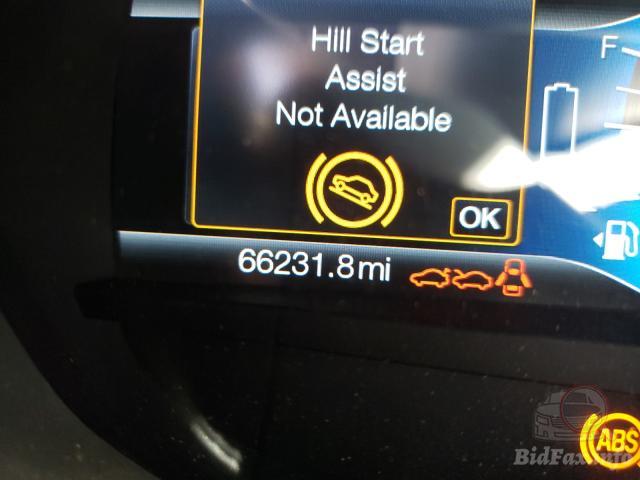 Hill Start
Assist
Not Available
F
OK
66231.8mi
ABS
BidFax.info